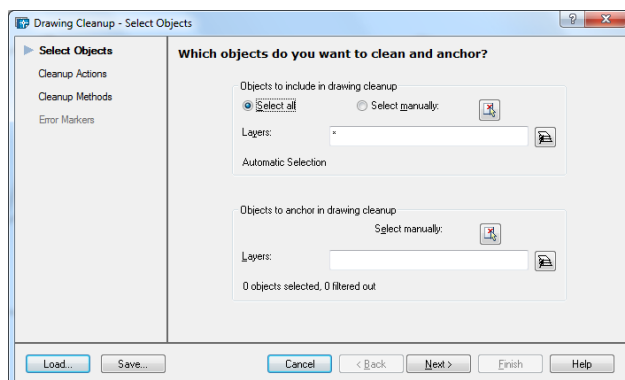 Drawing Cleanup - Select Objects
Select Objects
Cleanup Actions
Cleanup Methods
Error Markers
Which objects do you want to clean and anchor?
Objects to include in drawing cleanup
Select all
Select manually:
Layers: *
Automatic Selection
Objects to anchor in drawing cleanup
Select manually:
Layers:
0 objects selected, 0 filtered out
Load... Save... Cancel < Back Next > Finish Help